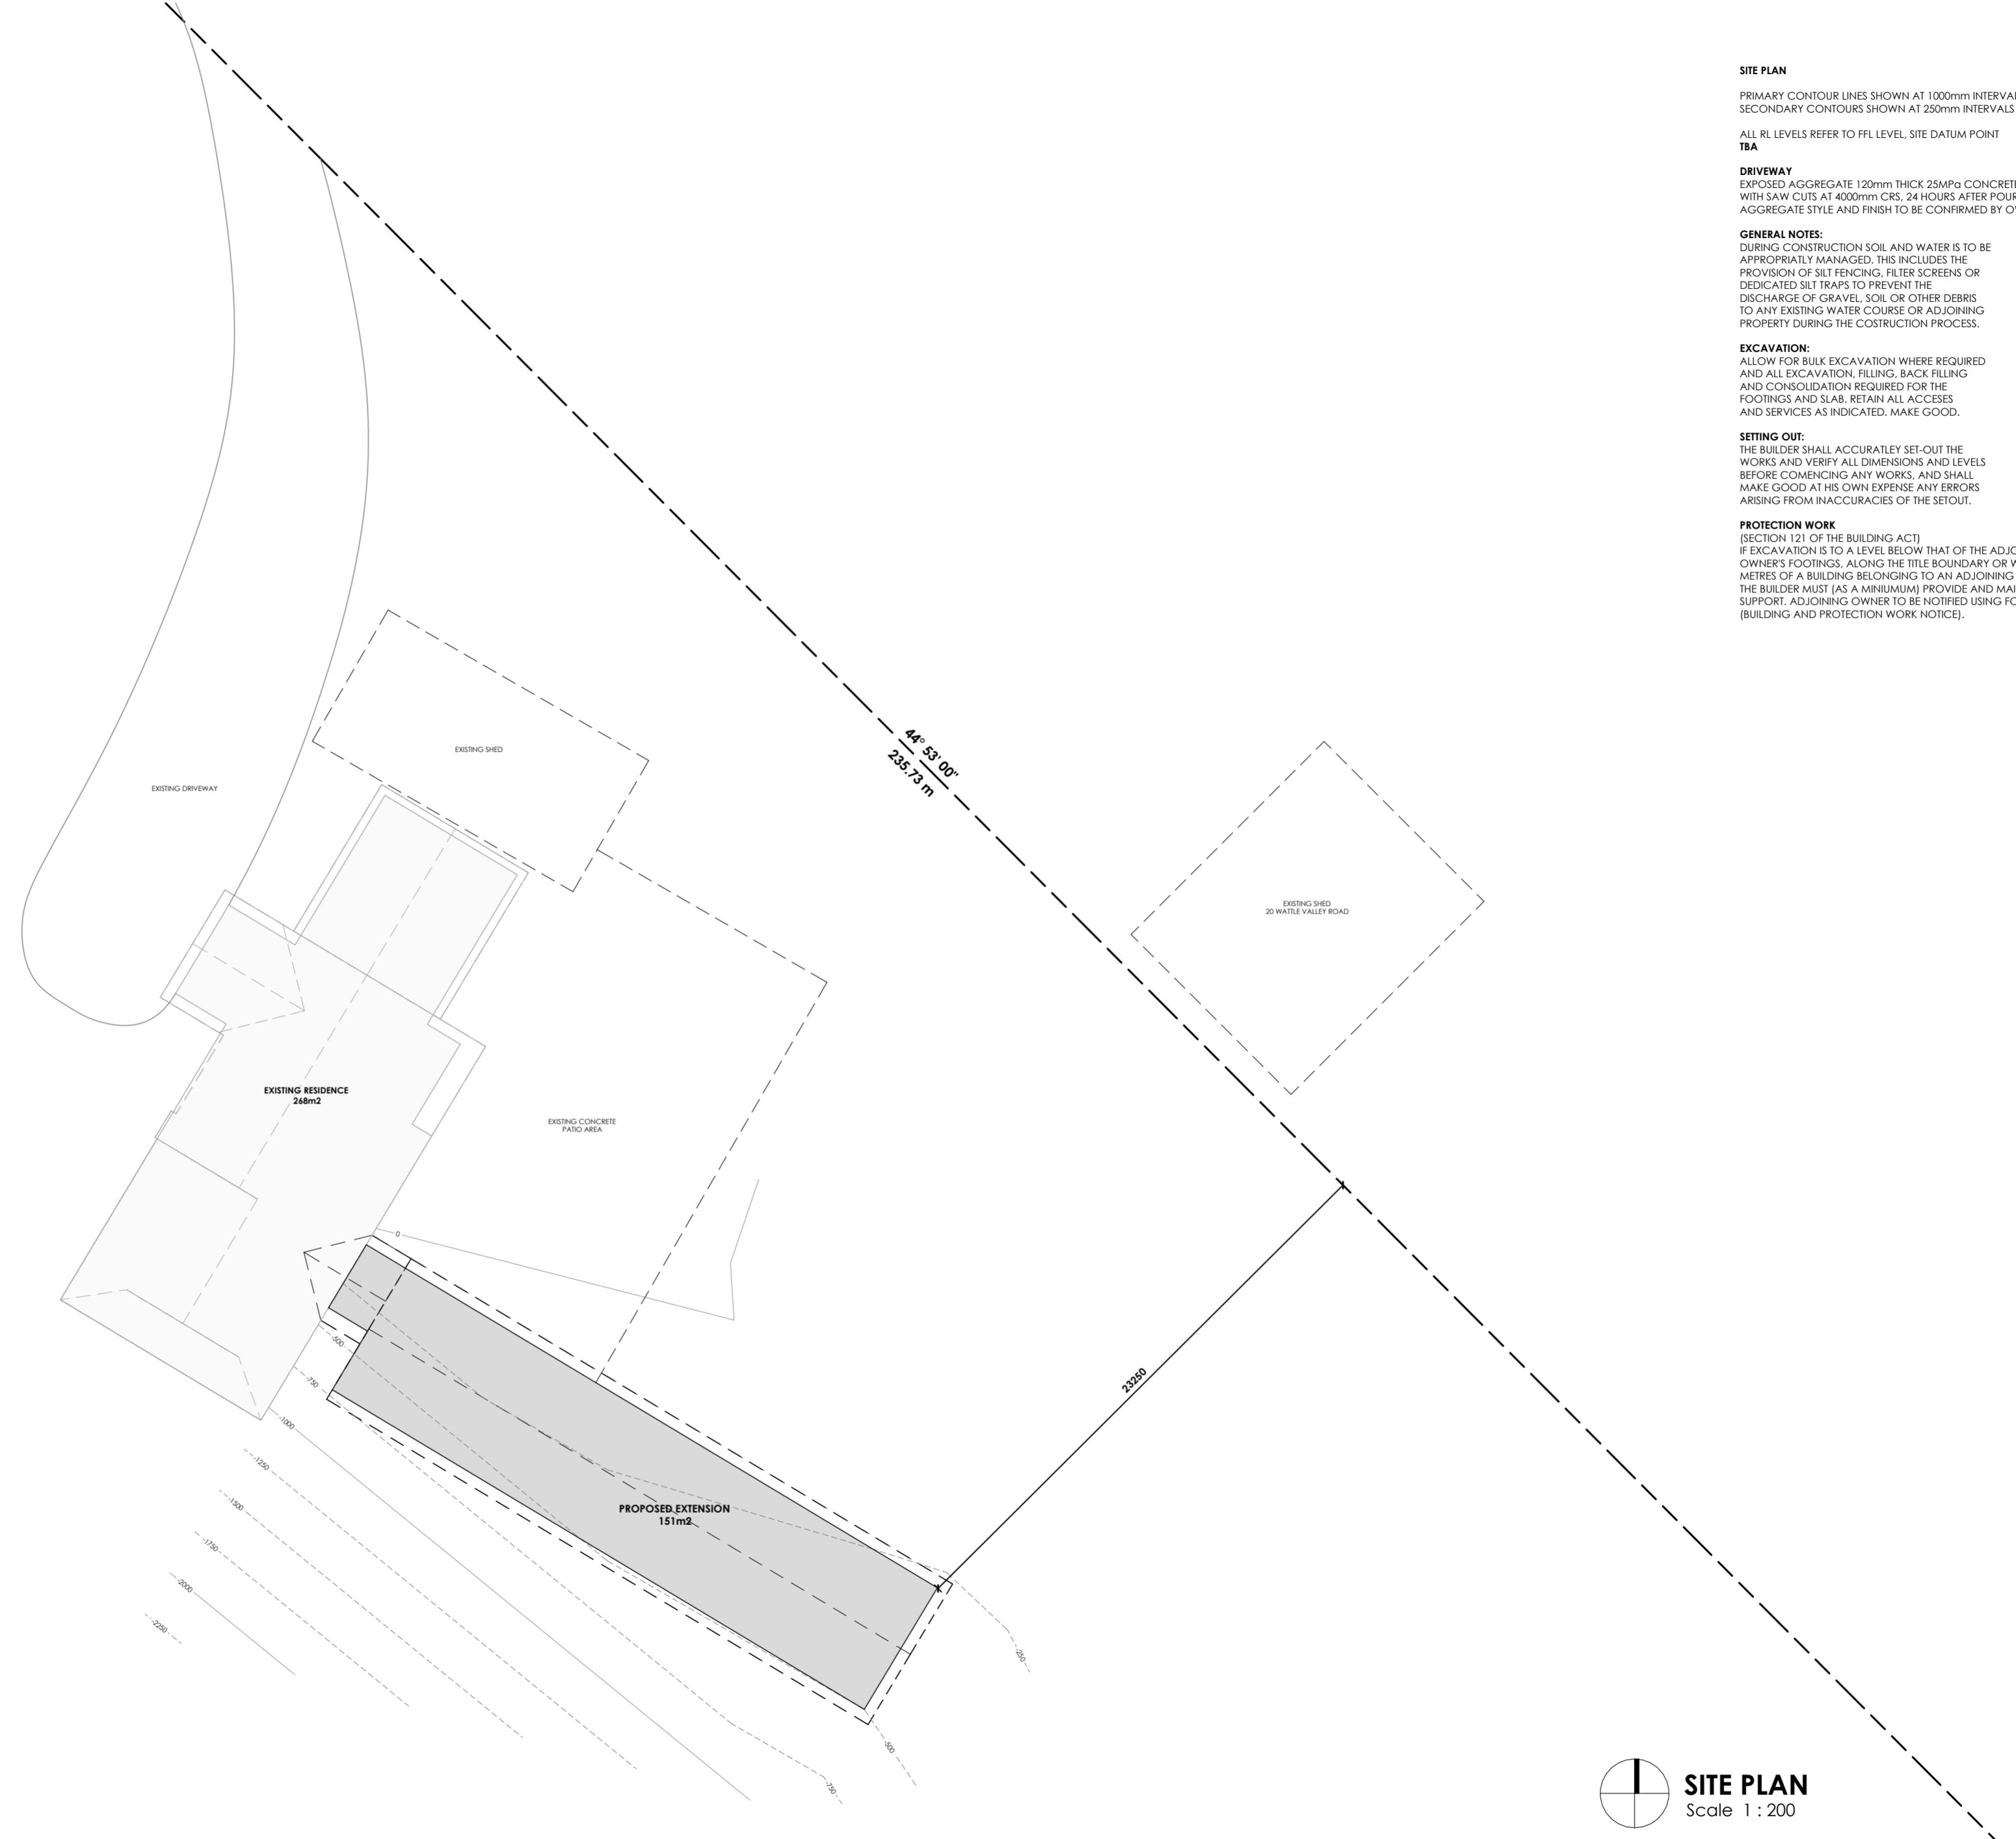 SITE PLAN
PRIMARY CONTOUR LINES SHOWN AT 1000mm
SECONDARY CONTOURS SHOWN AT 250mm INTERVALS
ALL RL LEVELS REFER TO FFL LEVEL, SITE DATUM POINT
TBA
DRIVEWAY
EXPOSED AGGREGATE 120mm THICK 25MPa
WITH SAW CUTS AT 4000mm CRS, 24 HOURS AFTER
AGGREGATE STYLE AND FINISH TO BE CONFIRMED BY
GENERAL NOTES:
DURING CONSTRUCTION SOIL AND WATER IS TO BE
APPROPRIATLY MANAGED. THIS INCLUDES THE
PROVISION OF SILT FENCING, FILTER SCREENS OR
DEDICATED SILT TRAPS TO PREVENT THE
DISCHARGE OF GRAVEL, SOIL OR OTHER DEBRIS
TO ANY EXISTING WATER COURSE OR ADJOINING
PROPERTY DURING THE COSTRUCTION PROCESS.
EXCAVATION:
ALLOW FOR BULK EXCAVATION WHERE REQUIRED
AND ALL EXCAVATION, FILLING, BACK FILLING
AND CONSOLIDATION REQUIRED FOR THE
FOOTINGS AND SLAB. RETAIN ALL ACCESES
AND SERVICES AS INDICATED. MAKE GOOD.
SETTING OUT:
THE BUILDER SHALL ACCURATLEY SET-OUT THE
WORKS AND VERIFY ALL DIMENSIONS AND LEVELS
BEFORE COMENCING ANY WORKS, AND SHALL
MAKE GOOD AT HIS OWN EXPENSE ANY ERRORS
ARISING FROM INACCURACIES OF THE SETOUT.
PROTECTION WORK
(SECTION 121 OF THE BUILDING ACT)
IF EXCAVATION IS TO A LEVEL BELOW THAT OF THE
OWNER'S FOOTINGS, ALONG THE TITLE BOUNDARY OR
METRES OF A BUILDING BELONGING TO AN ADJOINING
THE BUILDER MUST (AS A MINIUMUM) PROVIDE AND
SUPPORT. ADJOINING OWNER TO BE NOTIFIED USING
(BUILDING AND PROTECTION WORK NOTICE).
44° 53' 00"
235.73 m
EXISTING SHED
EXISTING DRIVEWAY
EXISTING SHED
20 WATTLE VALLEY ROAD
EXISTING RESIDENCE
268m2
EXISTING CONCRETE
PATIO AREA
0
-500
-750
-1000
-1250
-1500
-1750
-2000
-2250
23250
PROPOSED EXTENSION
151m2
-250
-500
-750
SITE PLAN
Scale 1 : 200